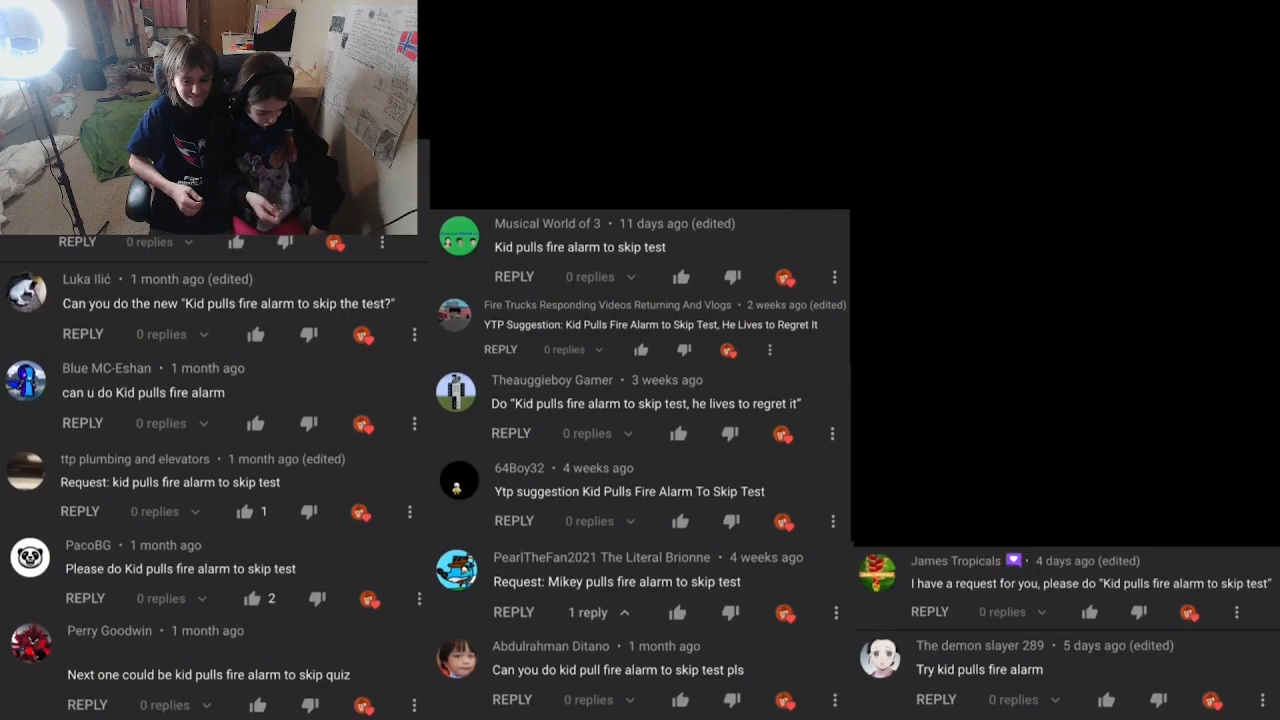 REPLY 0 replies
Luka Ilić • 1 month ago (edited)
Can you do the new "Kid pulls fire alarm to skip the test?"
REPLY 0 replies
Blue MC-Eshan • 1 month ago
can u do Kid pulls fire alarm
REPLY 0 replies
ttp plumbing and elevators • 1 month ago (edited)
Request: kid pulls fire alarm to skip test
REPLY 0 replies 1
PacoBG • 1 month ago
Please do Kid pulls fire alarm to skip test
REPLY 0 replies 2
Perry Goodwin • 1 month ago
Next one could be kid pulls fire alarm to skip quiz
REPLY 0 replies
Musical World of 3 • 11 days ago (edited)
Kid pulls fire alarm to skip test
REPLY 0 replies
Fire Trucks Responding Videos Returning And Vlogs • 2 weeks ago (edited)
YTP Suggestion: Kid Pulls Fire Alarm to Skip Test, He Lives to Regret It
REPLY 0 replies
Theauggieboy Gamer • 3 weeks ago
Do “Kid pulls fire alarm to skip test, he lives to regret it”
REPLY 0 replies
64Boy32 • 4 weeks ago
Ytp suggestion Kid Pulls Fire Alarm To Skip Test
REPLY 0 replies
PearlTheFan2021 The Literal Brionne • 4 weeks ago
Request: Mikey pulls fire alarm to skip test
REPLY 1 reply
Abdulrahman Ditano • 1 month ago
Can you do kid pull fire alarm to skip test pls
REPLY 0 replies
James Tropicals • 4 days ago (edited)
I have a request for you, please do “Kid pulls fire alarm to skip test”
REPLY 0 replies
The demon slayer 289 • 5 days ago (edited)
Try kid pulls fire alarm
REPLY 0 replies